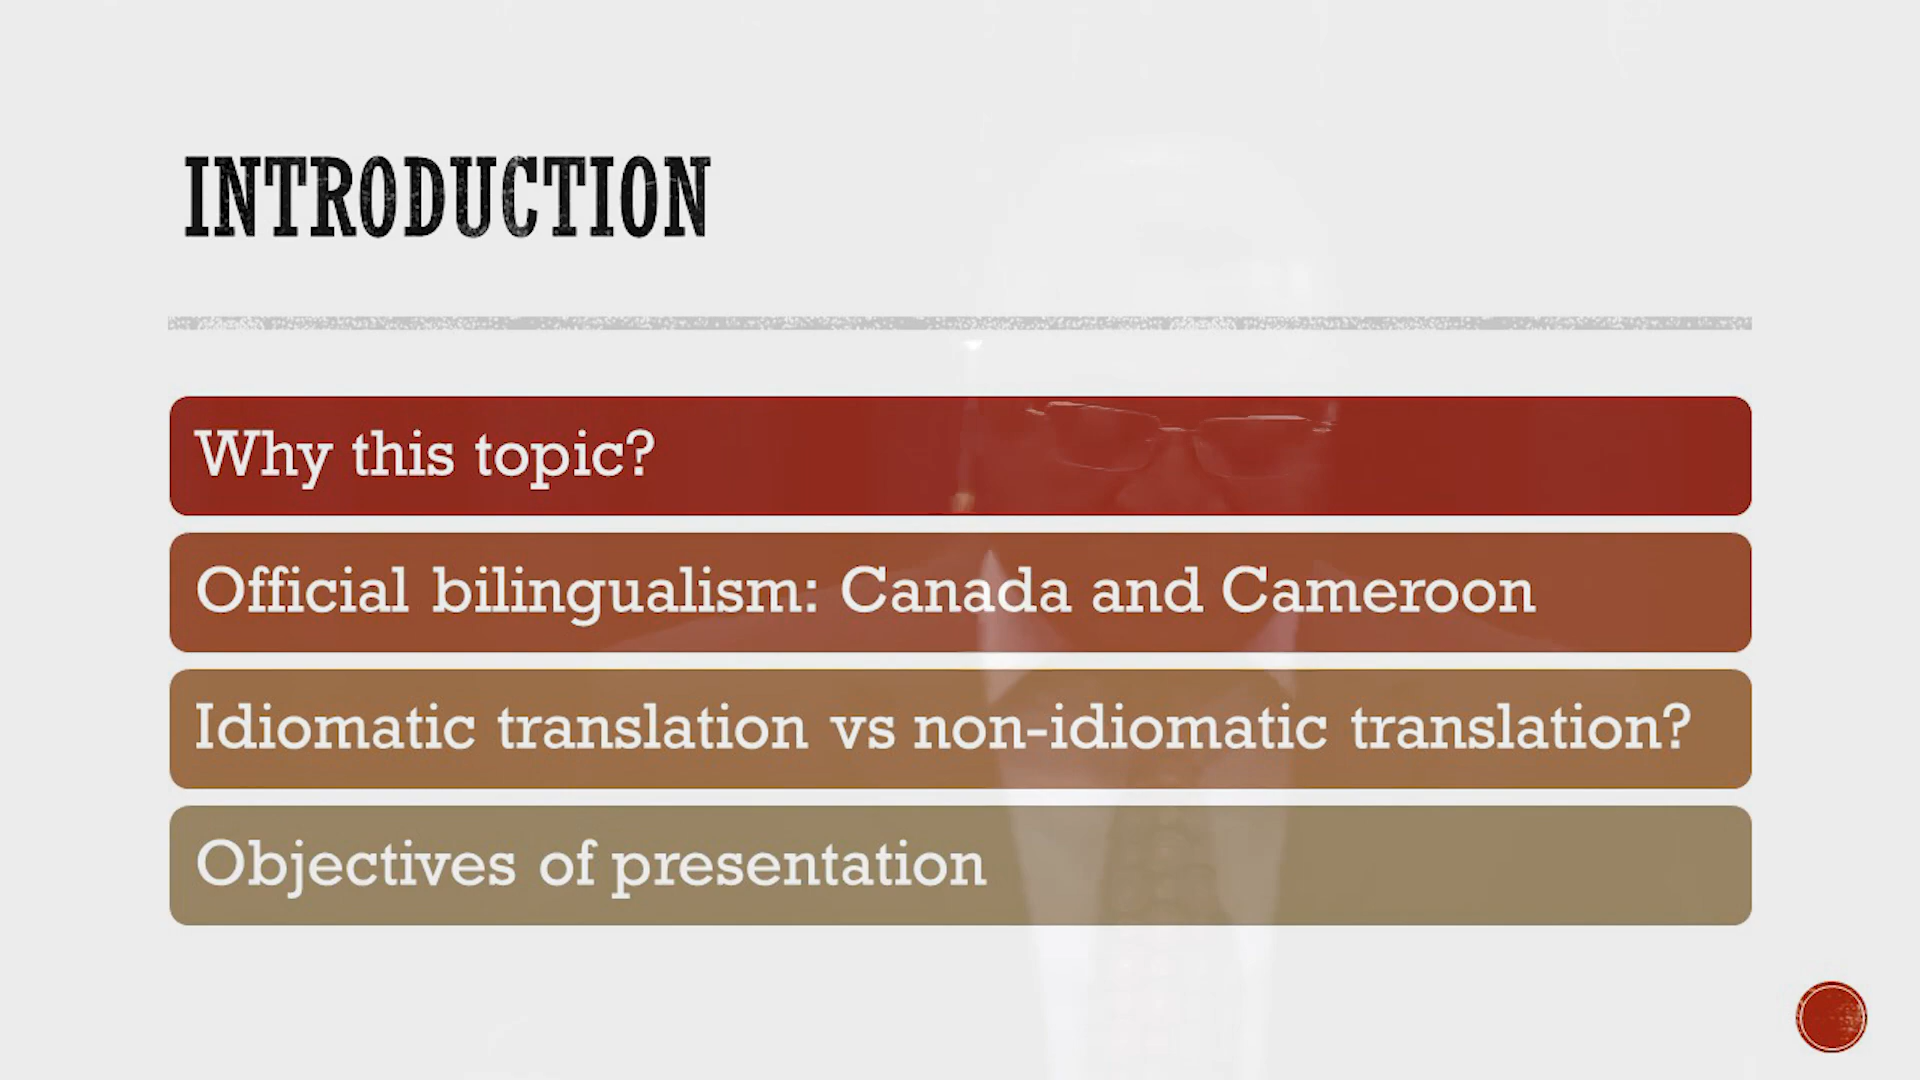 INTRODUCTION
Why this topic?
Official bilingualism: Canada and Cameroon
Idiomatic translation vs non-idiomatic translation?
Objectives of presentation